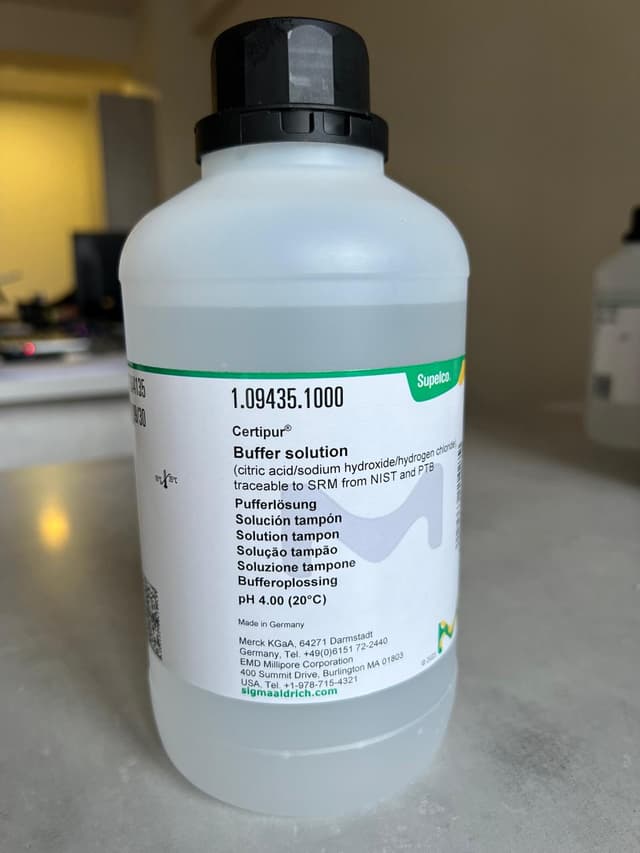 Supelco.
1.09435.1000
Certipur®
Buffer solution
(citric acid/sodium hydroxide/hydrogen chloride)
traceable to SRM from NIST and PTB
Pufferlösung
Solución tampón
Solution tampon
Solução tampão
Soluzione tampone
Bufferoplossing
pH 4.00 (20°C)
Made in Germany
Merck KGaA, 64271 Darmstadt
Germany, Tel. +49(0)6151 72-2440
EMD Millipore Corporation
400 Summit Drive, Burlington MA 01803
USA, Tel. +1-978-715-4321
sigmaaldrich.com